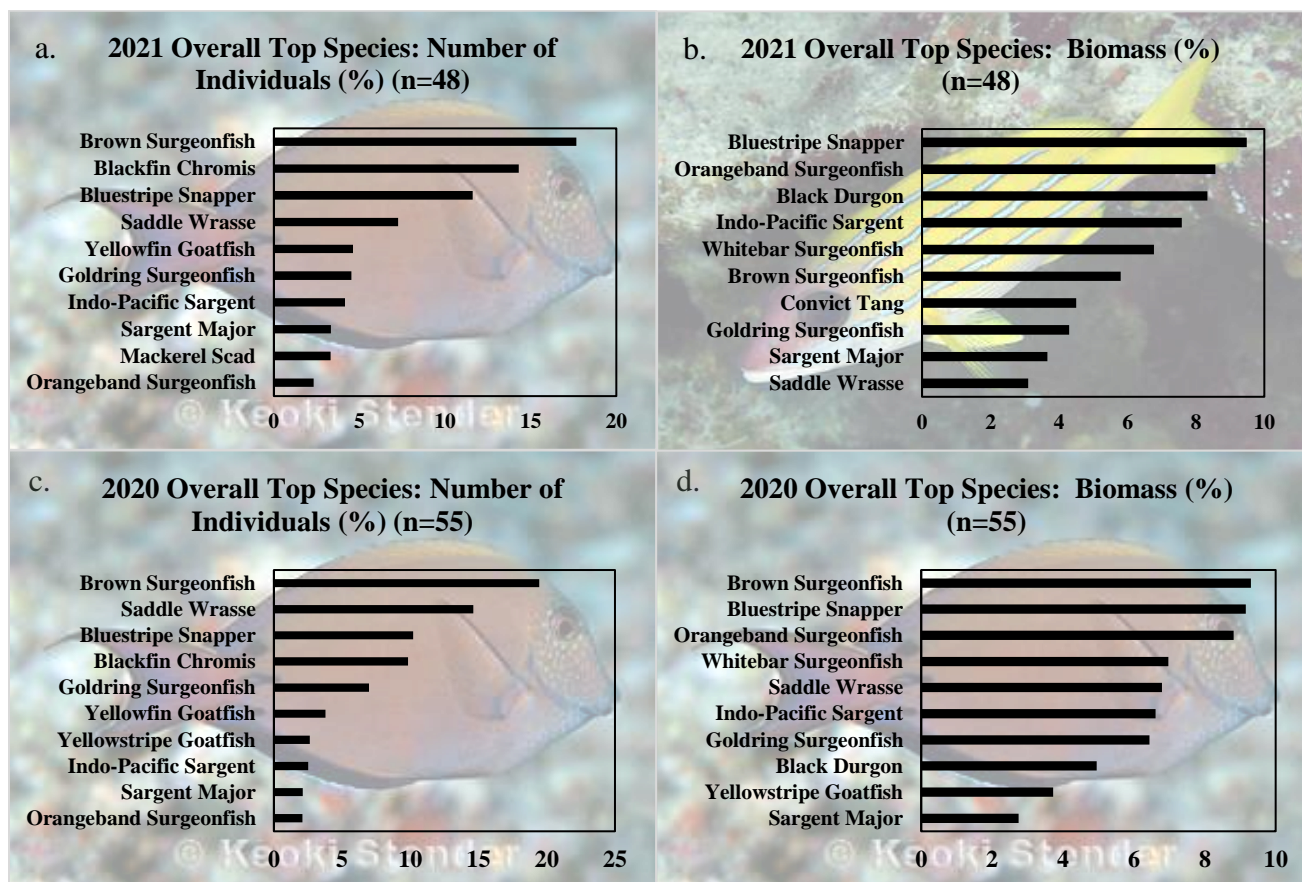 a.
2021 Overall Top Species: Number of
Individuals (%) (n=48)
Brown Surgeonfish
Blackfin Chromis
Bluestripe Snapper
Saddle Wrasse
Yellowfin Goatfish
Goldring Surgeonfish
Indo-Pacific Sargent
Sargent Major
Mackerel Scad
Orangeband Surgeonfish
0 5 10 15 20
© Keoki Stender
b.
2021 Overall Top Species: Biomass (%)
(n=48)
Bluestripe Snapper
Orangeband Surgeonfish
Black Durgon
Indo-Pacific Sargent
Whitebar Surgeonfish
Brown Surgeonfish
Convict Tang
Goldring Surgeonfish
Sargent Major
Saddle Wrasse
0 2 4 6 8 10
c.
2020 Overall Top Species: Number of
Individuals (%) (n=55)
Brown Surgeonfish
Saddle Wrasse
Bluestripe Snapper
Blackfin Chromis
Goldring Surgeonfish
Yellowfin Goatfish
Yellowstripe Goatfish
Indo-Pacific Sargent
Sargent Major
Orangeband Surgeonfish
0 5 10 15 20 25
© Keoki Stender
d.
2020 Overall Top Species: Biomass (%)
(n=55)
Brown Surgeonfish
Bluestripe Snapper
Orangeband Surgeonfish
Whitebar Surgeonfish
Saddle Wrasse
Indo-Pacific Sargent
Goldring Surgeonfish
Black Durgon
Yellowstripe Goatfish
Sargent Major
0 2 4 6 8 10
© Keoki Stender